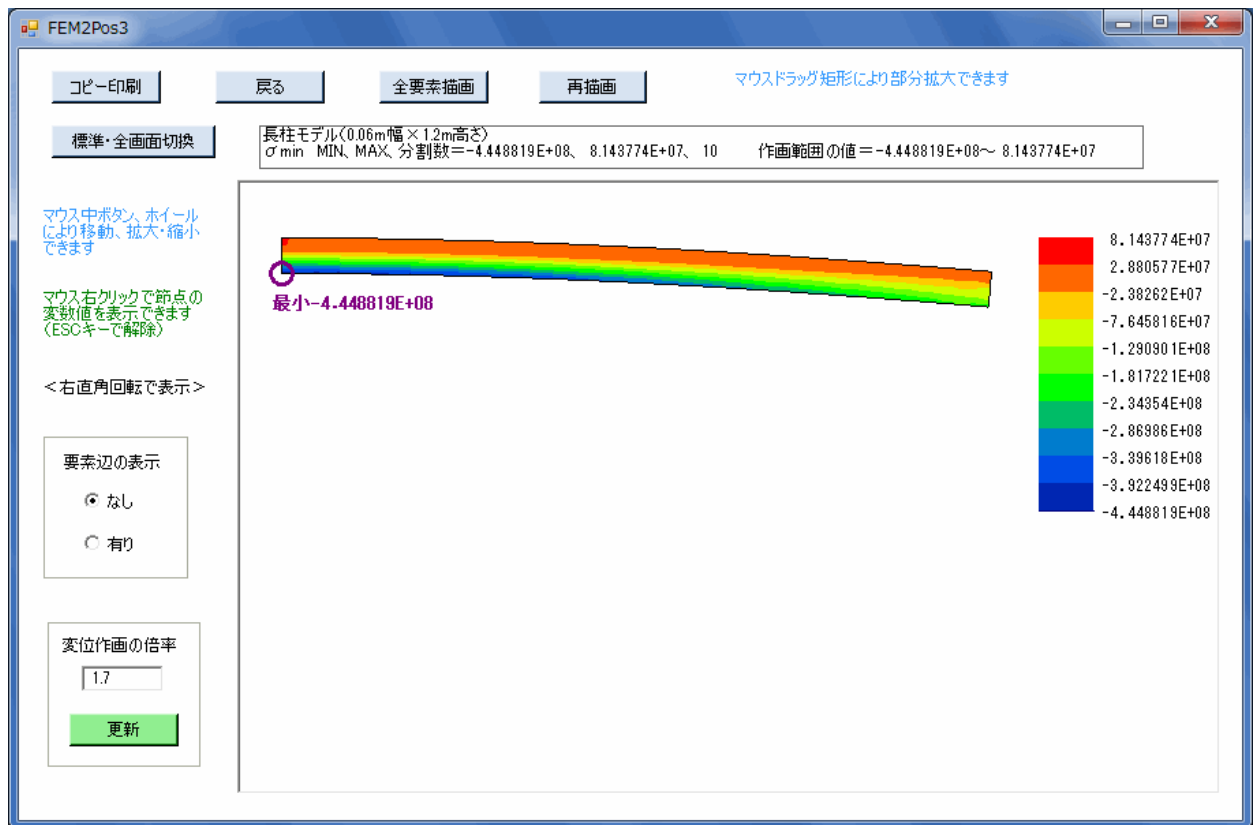 FEM2Pos3
コピー印刷
戻る
全要素描画
再描画
マウスドラッグ矩形により部分拡大できます
標準・全画面切換
長柱モデル(0.06m幅×1.2m高さ)
σmin MIN、MAX、分割数=-4.448819E+08、 8.143774E+07、 10 作画範囲の値=-4.448819E+08～ 8.143774E+07
マウス中ボタン、ホイール
により移動、拡大・縮小
できます
マウス右クリックで節点の
変数値を表示できます
(ESCキーで解除)
<右直角回転で表示>
要素辺の表示
なし
有り
変位作画の倍率
1.7
更新
最小-4.448819E+08
8.143774E+07
2.880577E+07
-2.38262E+07
-7.645816E+07
-1.290901E+08
-1.817221E+08
-2.34354E+08
-2.86986E+08
-3.39618E+08
-3.922499E+08
-4.448819E+08